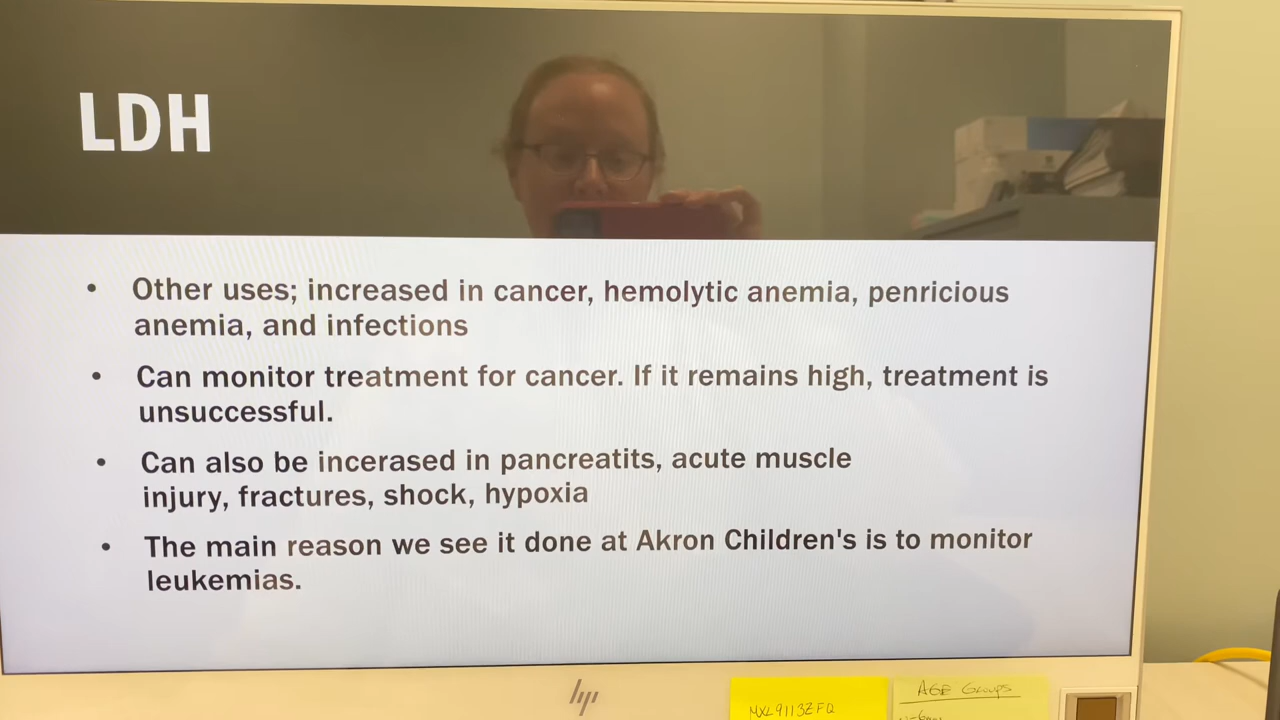 LDH
• Other uses; increased in cancer, hemolytic anemia, penricious
anemia, and infections
• Can monitor treatment for cancer. If it remains high, treatment is
unsuccessful.
• Can also be incerased in pancreatits, acute muscle
injury, fractures, shock, hypoxia
• The main reason we see it done at Akron Children's is to monitor
leukemias.
hp
MXL9113ZFQ
AGE GROUPS